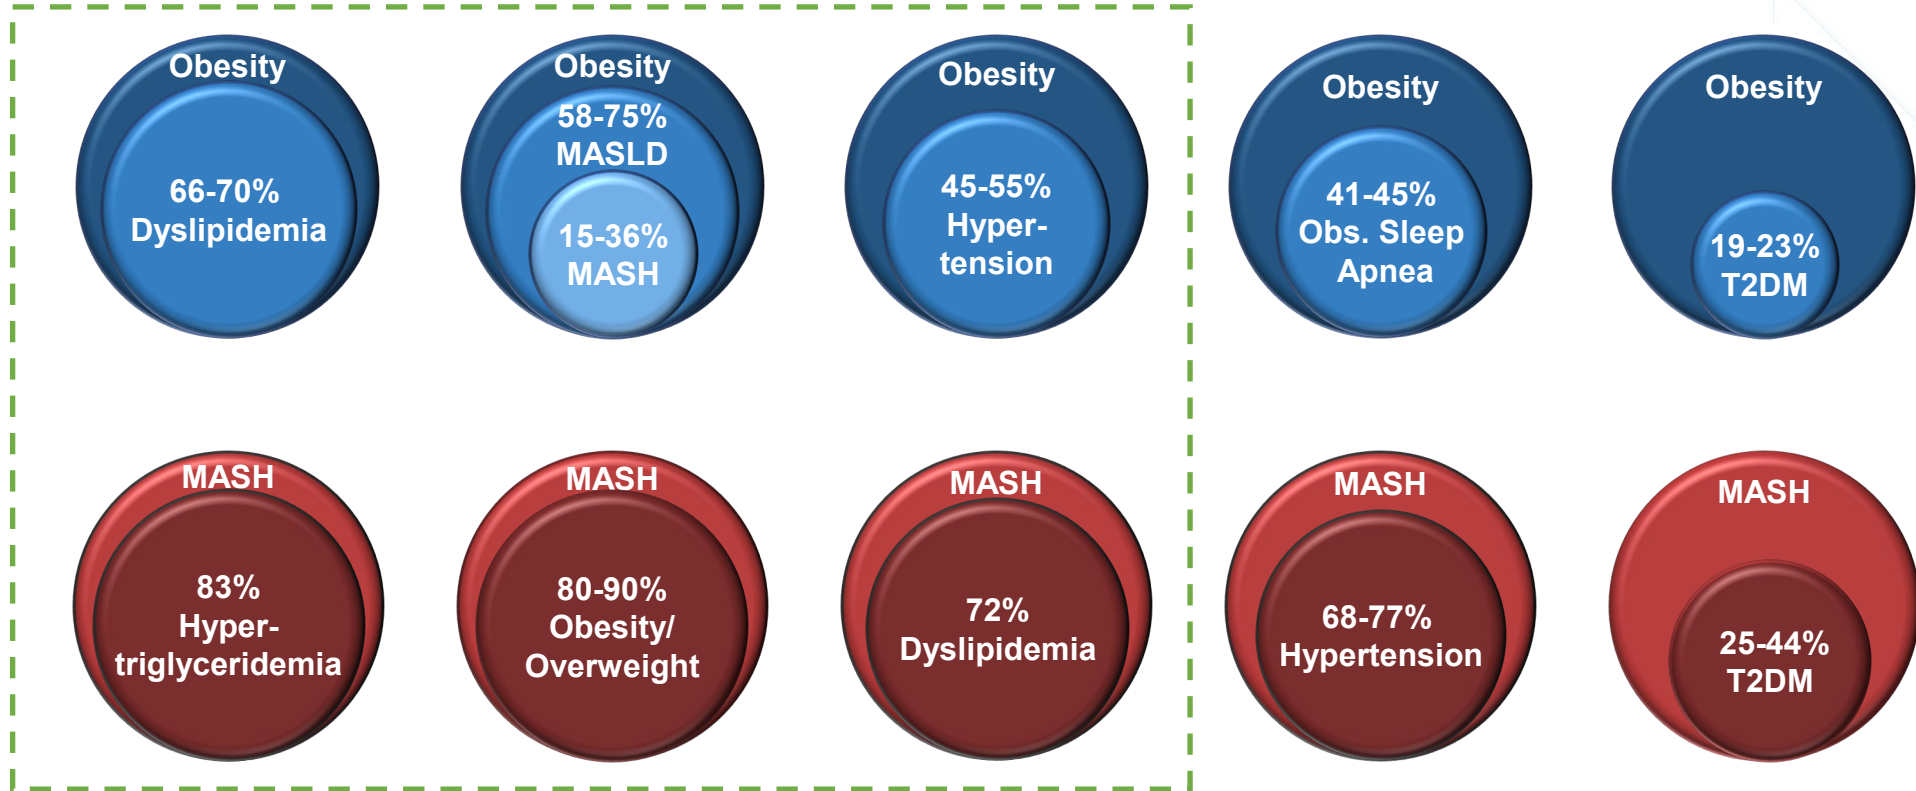 Obesity
66-70%
Dyslipidemia
Obesity
58-75%
MASLD
15-36%
MASH
Obesity
45-55%
Hyper-
tension
Obesity
41-45%
Obs. Sleep
Apnea
Obesity
19-23%
T2DM
MASH
83%
Hyper-
triglyceridemia
MASH
80-90%
Obesity/
Overweight
MASH
72%
Dyslipidemia
MASH
68-77%
Hypertension
MASH
25-44%
T2DM